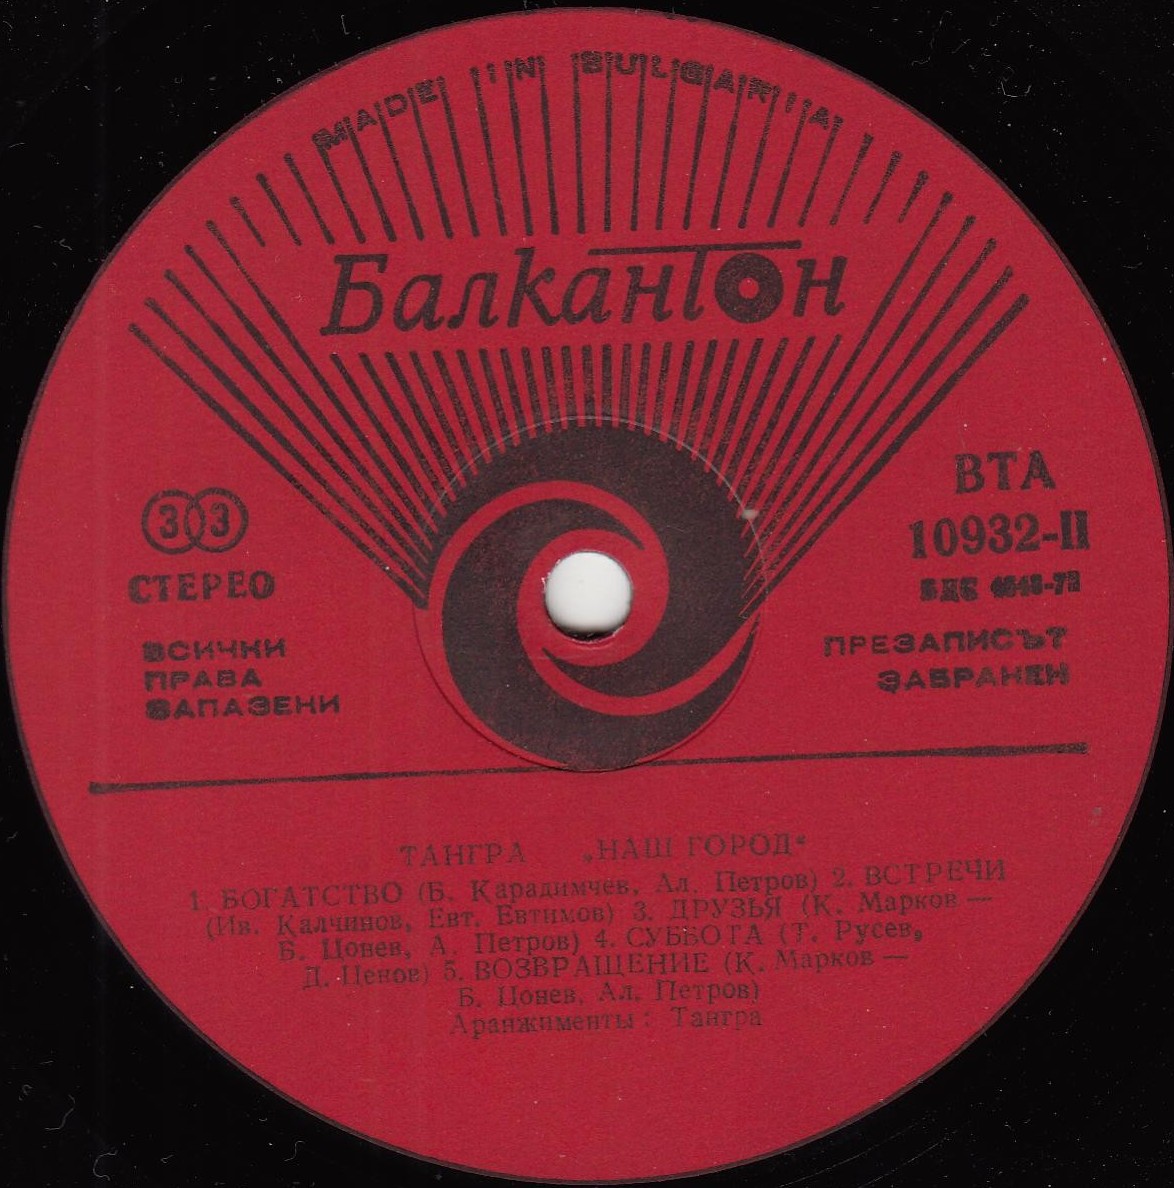 MADE IN BULGARIA
Балкантон
33
СТЕРЕО
ВСИЧКИ
ПРАВА
ЗАПАЗЕНИ
ВТА
10932-II
БДС
ПРЕЗАПИСЪТ
ЗАБРАНЕН
ТАНГРА „НАШ ГОРОД“
1. БОГАТСТВО (Б. Карадимчев, Ал. Петров) 2. ВСТРЕЧИ
(Ив. Калчинов, Евт. Евтимов) 3. ДРУЗЬЯ (К. Марков —
Б. Цонев, А. Петров) 4. СУББОТА (Т. Русев,
Д. Ценов) 5. ВОЗВРАЩЕНИЕ (К. Марков —
Б. Цонев, Ал. Петров)
Аранжименты : Тангра